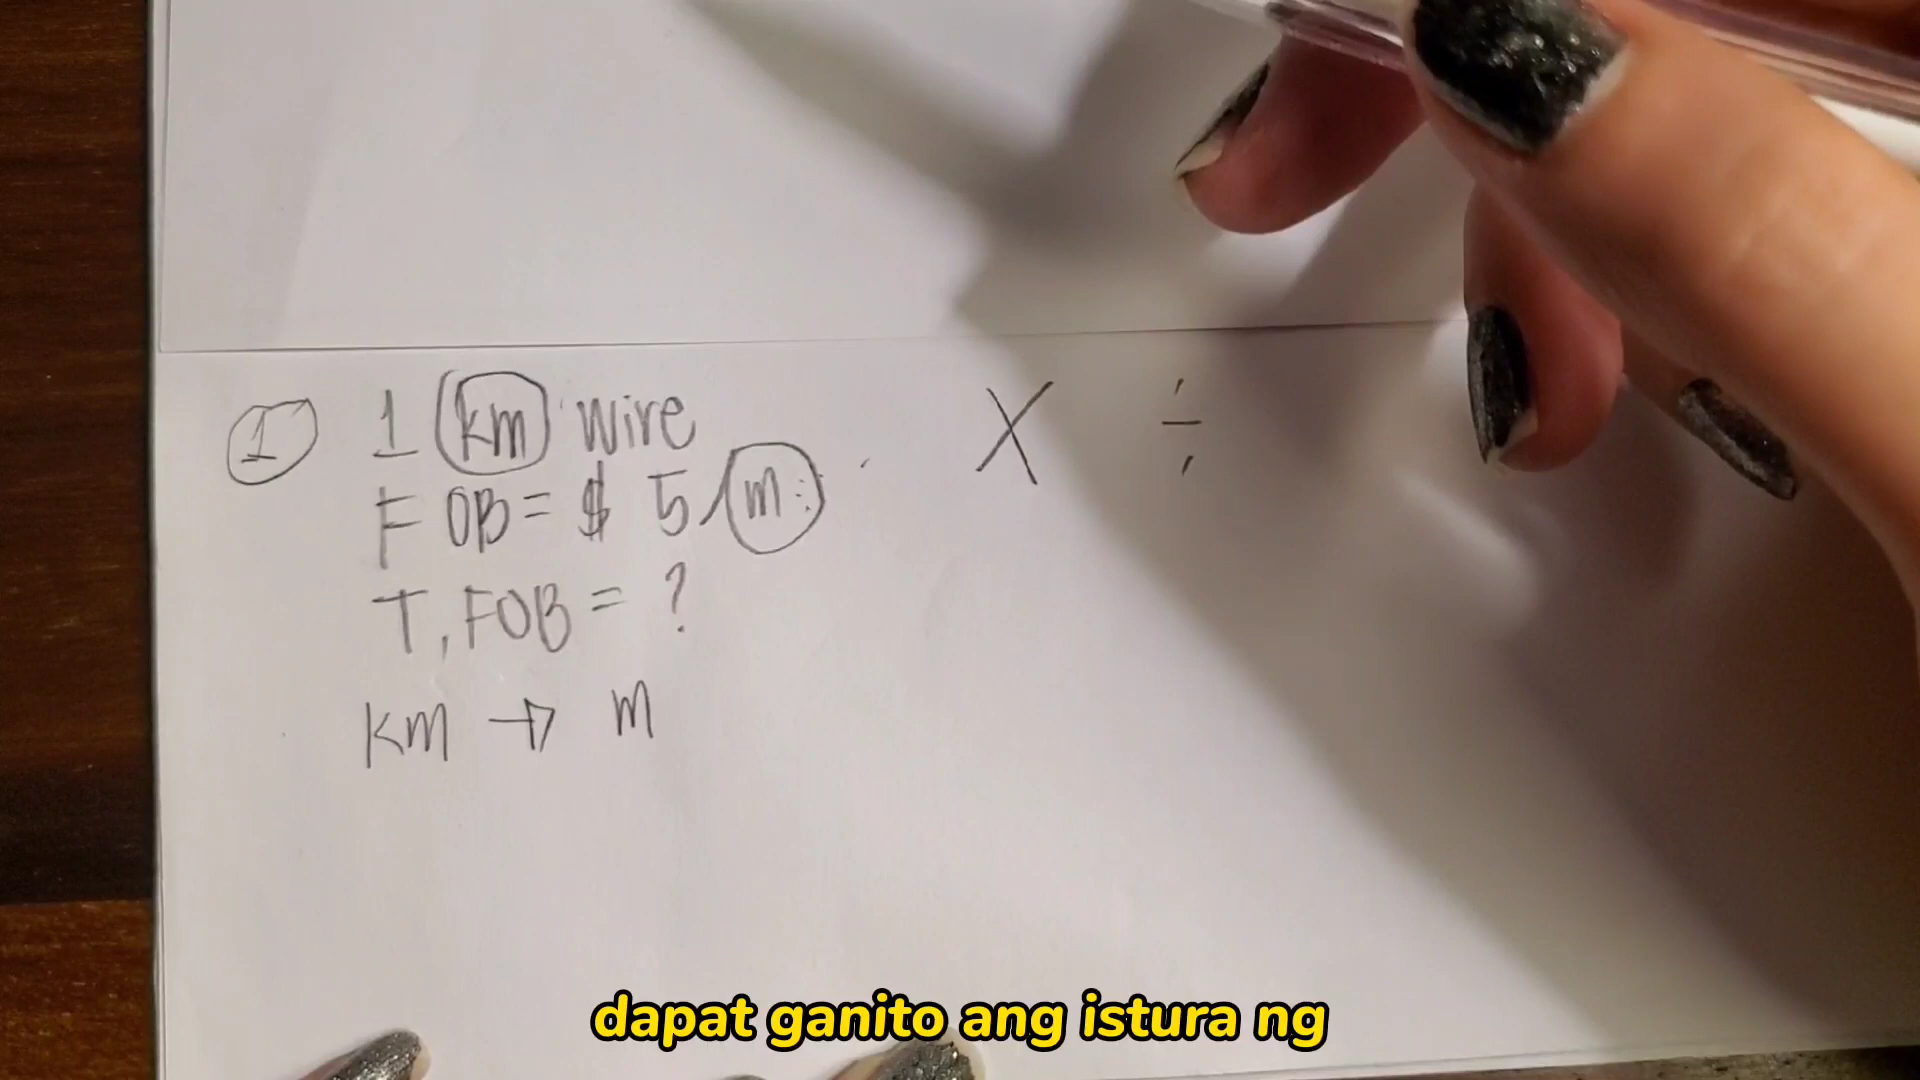 1 1 km wire
FOB = $ 5/m
T, FOB = ?
km → m
X ÷
dapat ganito ang istura ng